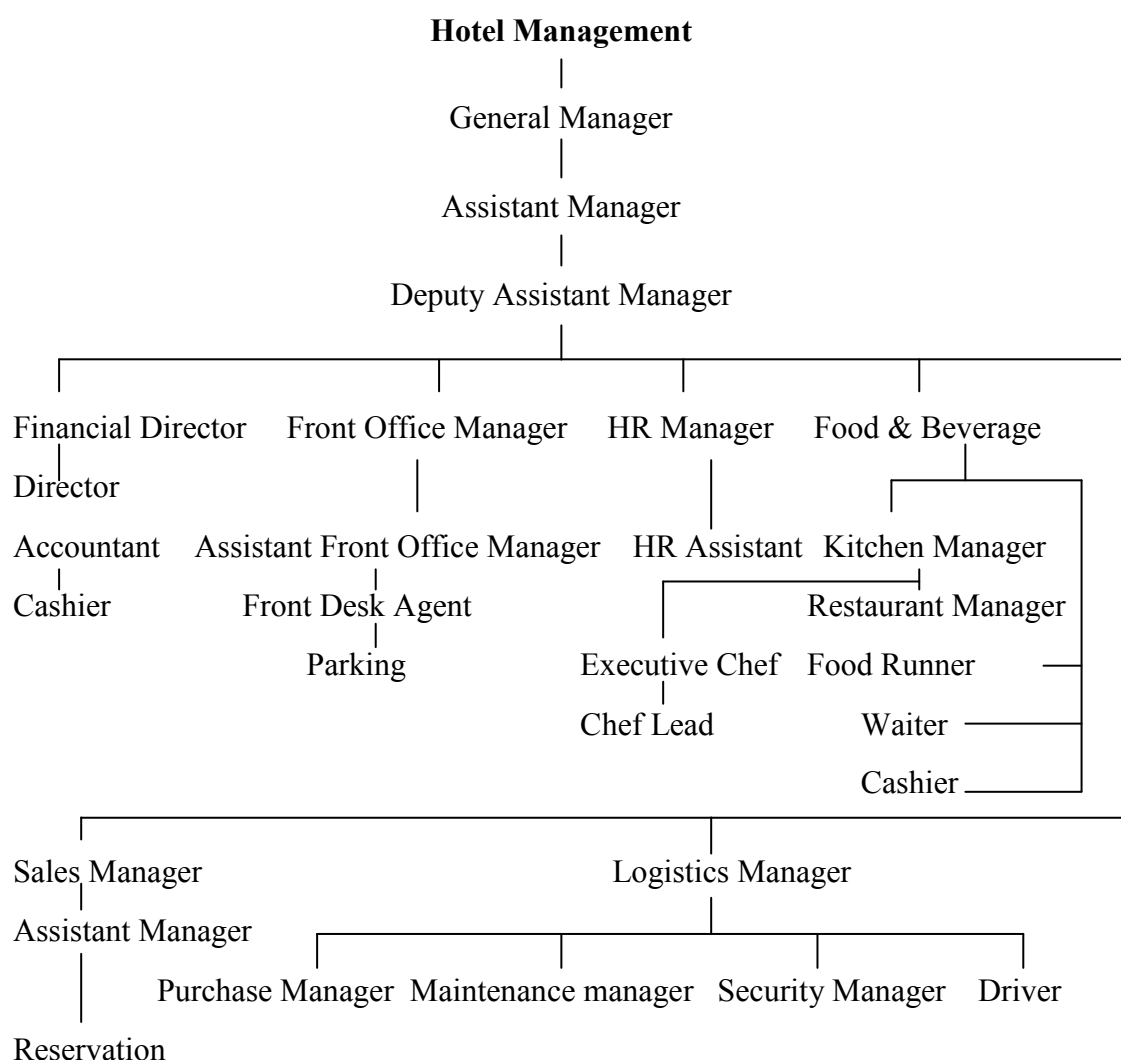 Hotel Management
General Manager
Assistant Manager
Deputy Assistant Manager
Financial Director Front Office Manager HR Manager Food & Beverage
Director
Accountant Assistant Front Office Manager HR Assistant Kitchen Manager
Cashier Front Desk Agent Restaurant Manager
Parking Executive Chef Food Runner
Chef Lead Waiter
Cashier
Sales Manager Logistics Manager
Assistant Manager
Purchase Manager Maintenance manager Security Manager Driver
Reservation